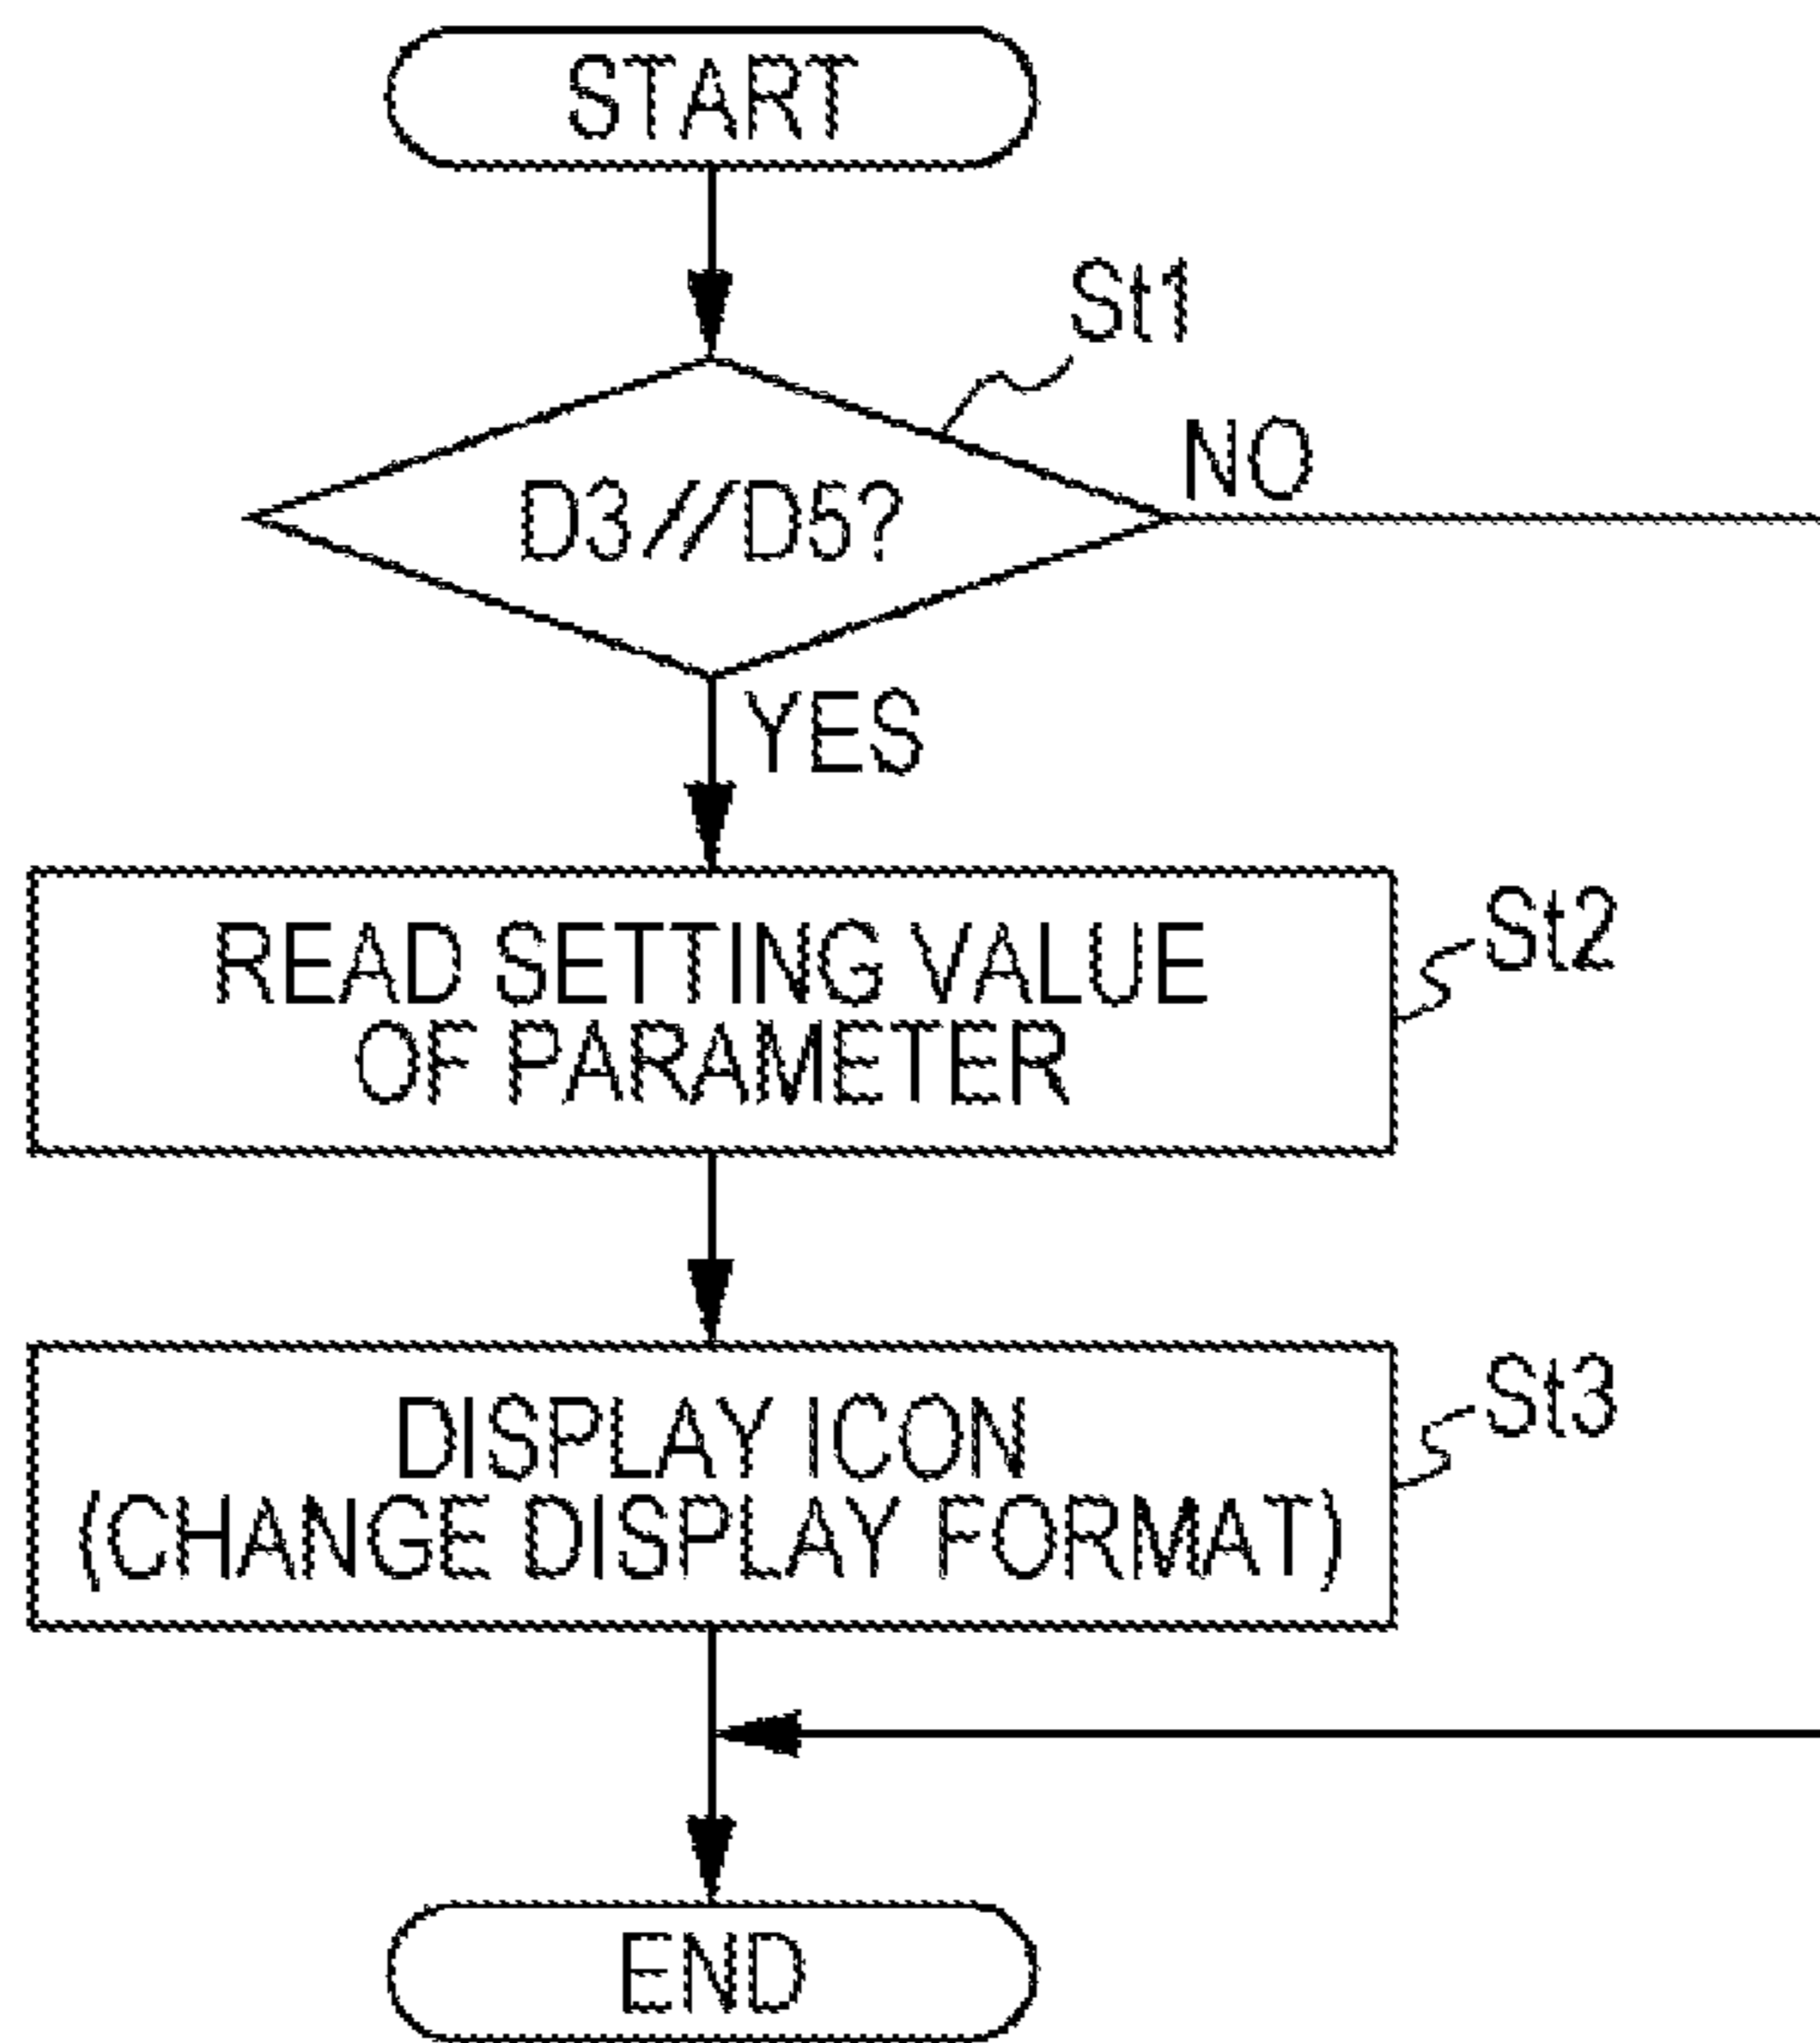 START
St1
D3//D5?
NO
YES
READ SETTING VALUE
OF PARAMETER
St2
DISPLAY ICON
(CHANGE DISPLAY FORMAT)
St3
END